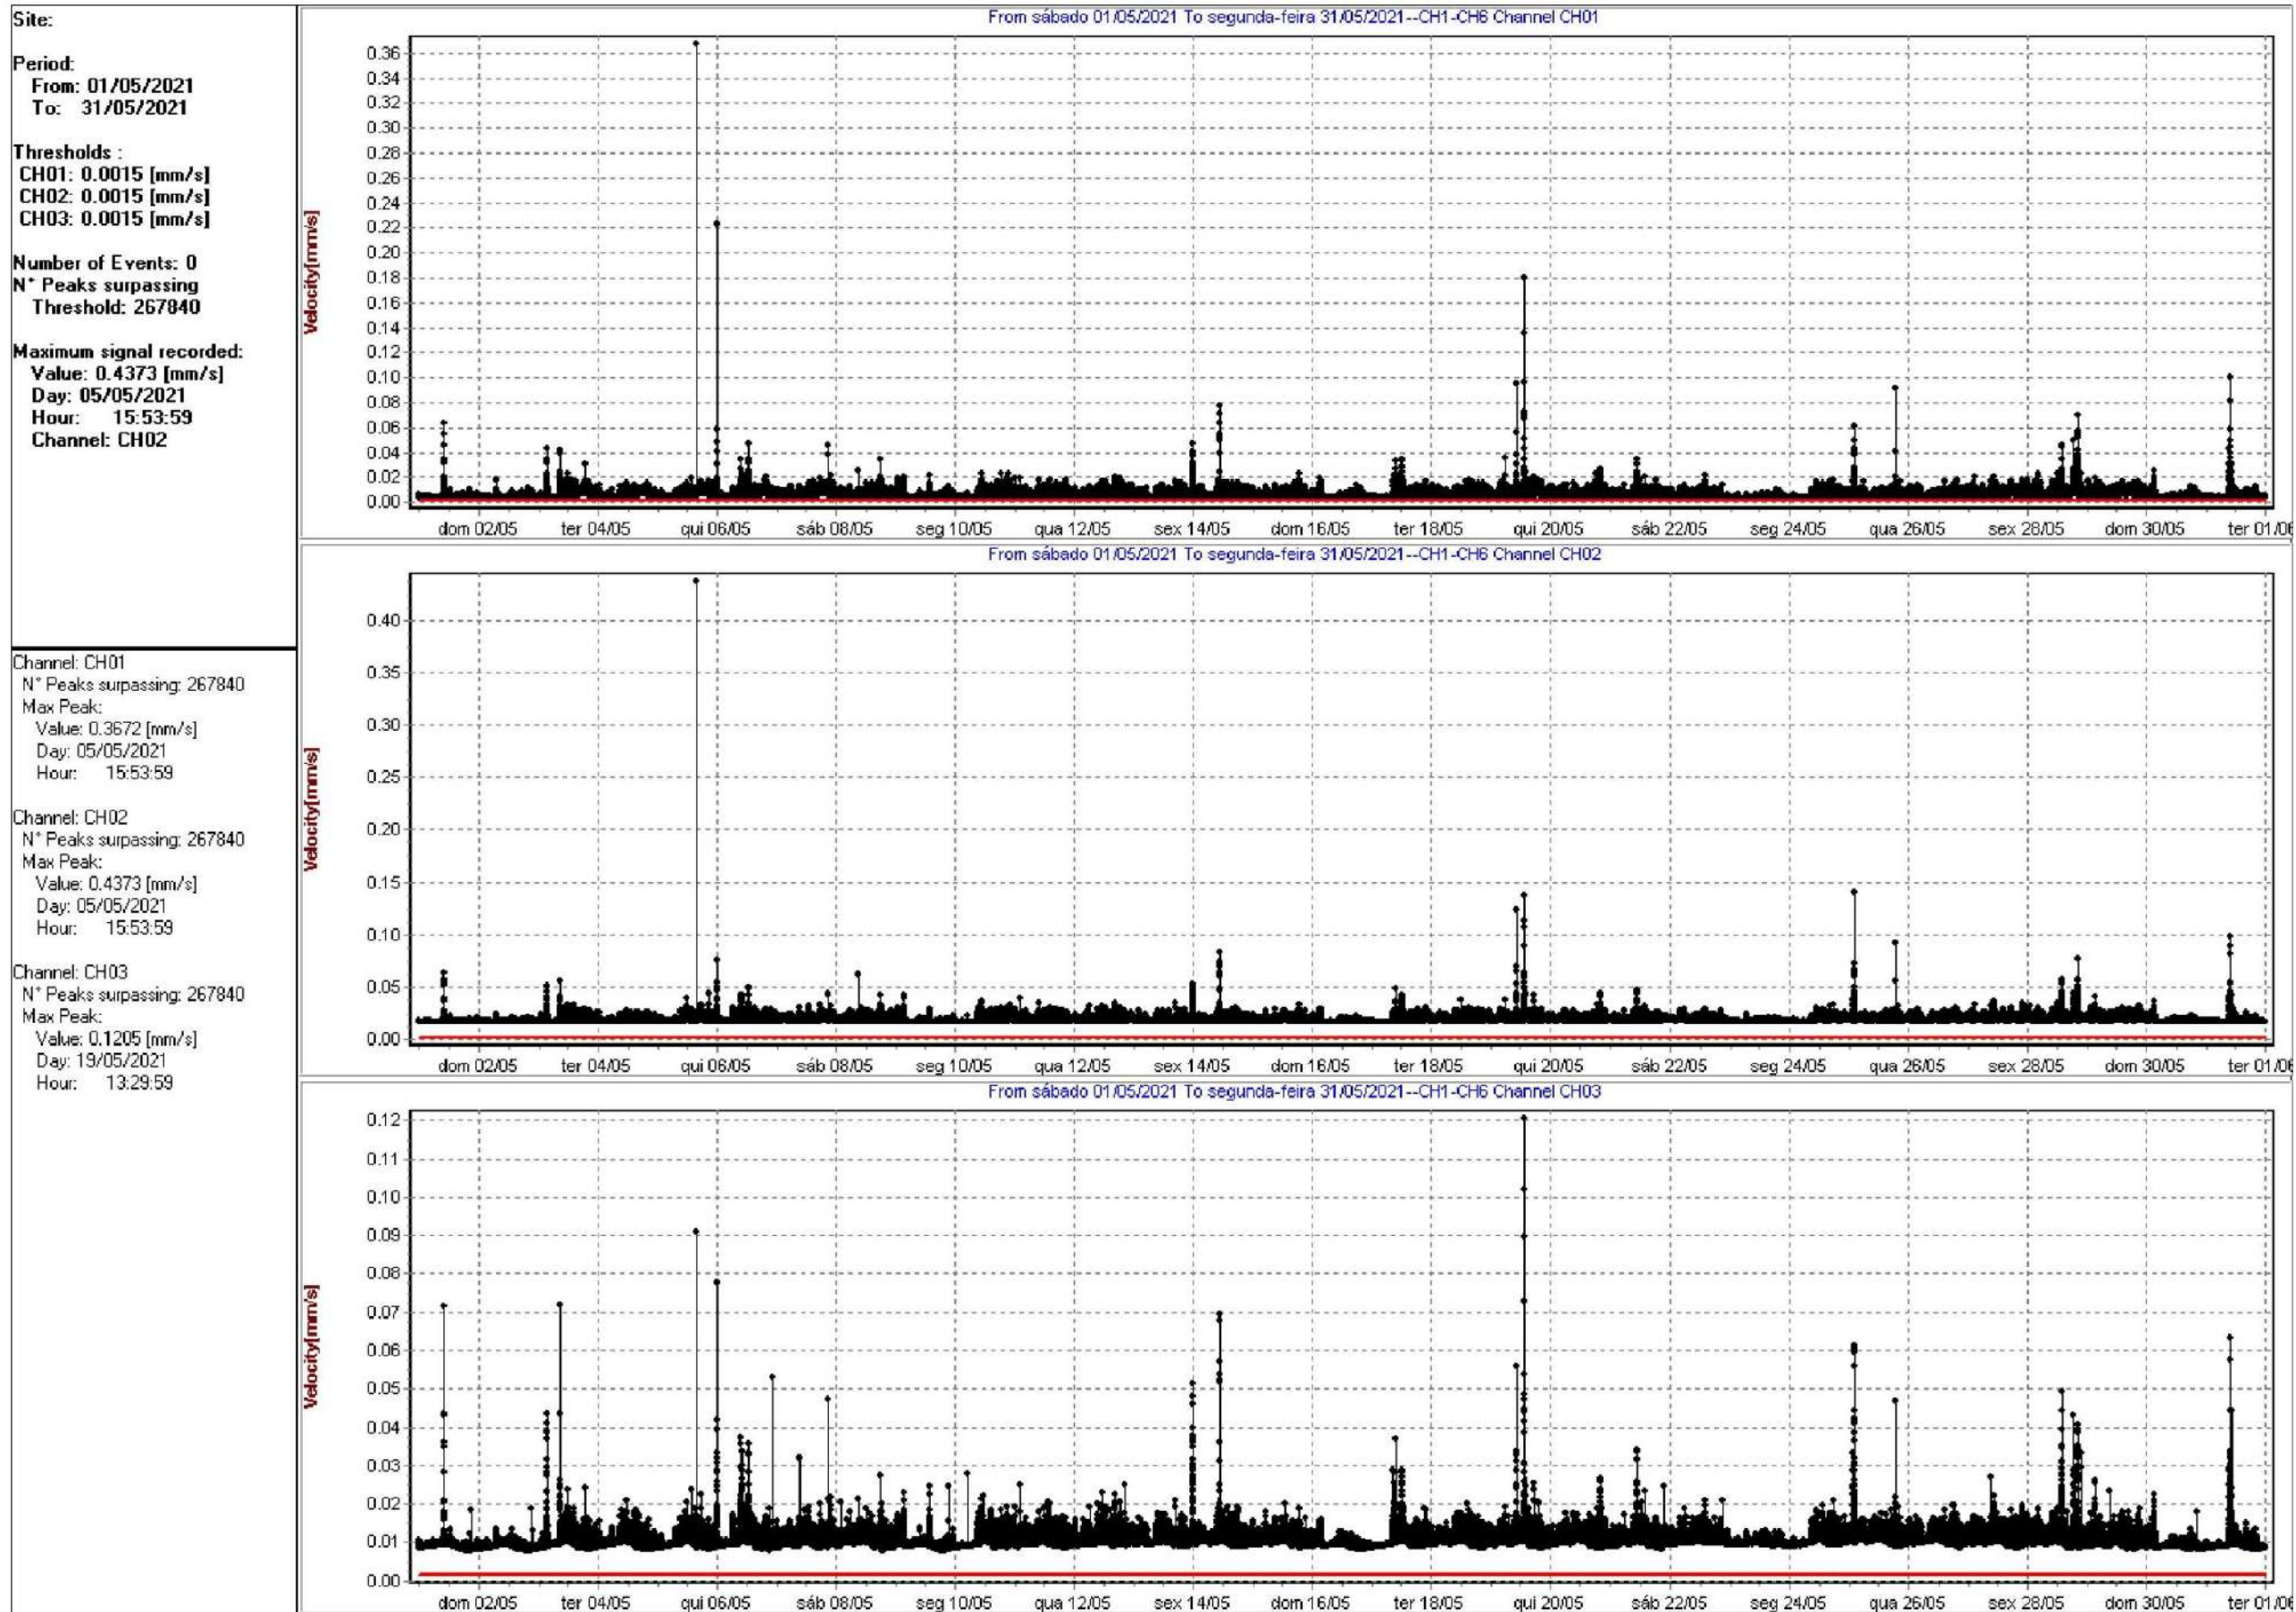 Site:
Period:
From: 01/05/2021
To: 31/05/2021
Thresholds :
CH01: 0.0015 [mm/s]
CH02: 0.0015 [mm/s]
CH03: 0.0015 [mm/s]
Number of Events: 0
N* Peaks surpassing
Threshold: 267840
Maximum signal recorded:
Value: 0.4373 [mm/s]
Day: 05/05/2021
Hour: 15:53:59
Channel: CH02
Channel: CH01
N* Peaks surpassing: 267840
Max Peak:
Value: 0.3672 [mm/s]
Day: 05/05/2021
Hour: 15:53:59
Channel: CH02
N* Peaks surpassing: 267840
Max Peak:
Value: 0.4373 [mm/s]
Day: 05/05/2021
Hour: 15:53:59
Channel: CH03
N* Peaks surpassing: 267840
Max Peak:
Value: 0.1205 [mm/s]
Day: 19/05/2021
Hour: 13:29:59
From sábado 01/05/2021 To segunda-feira 31/05/2021--CH1-CH6 Channel CH01
Velocity[mm/s]
0.36
0.34
0.32
0.30
0.28
0.26
0.24
0.22
0.20
0.18
0.16
0.14
0.12
0.10
0.08
0.06
0.04
0.02
0.00
dom 02/05 ter 04/05 qui 06/05 sáb 08/05 seg 10/05 qua 12/05 sex 14/05 dom 16/05 ter 18/05 qui 20/05 sáb 22/05 seg 24/05 qua 26/05 sex 28/05 dom 30/05 ter 01/06
From sábado 01/05/2021 To segunda-feira 31/05/2021--CH1-CH6 Channel CH02
Velocity[mm/s]
0.40
0.35
0.30
0.25
0.20
0.15
0.10
0.05
0.00
dom 02/05 ter 04/05 qui 06/05 sáb 08/05 seg 10/05 qua 12/05 sex 14/05 dom 16/05 ter 18/05 qui 20/05 sáb 22/05 seg 24/05 qua 26/05 sex 28/05 dom 30/05 ter 01/06
From sábado 01/05/2021 To segunda-feira 31/05/2021--CH1-CH6 Channel CH03
Velocity[mm/s]
0.12
0.11
0.10
0.09
0.08
0.07
0.06
0.05
0.04
0.03
0.02
0.01
0.00
dom 02/05 ter 04/05 qui 06/05 sáb 08/05 seg 10/05 qua 12/05 sex 14/05 dom 16/05 ter 18/05 qui 20/05 sáb 22/05 seg 24/05 qua 26/05 sex 28/05 dom 30/05 ter 01/06